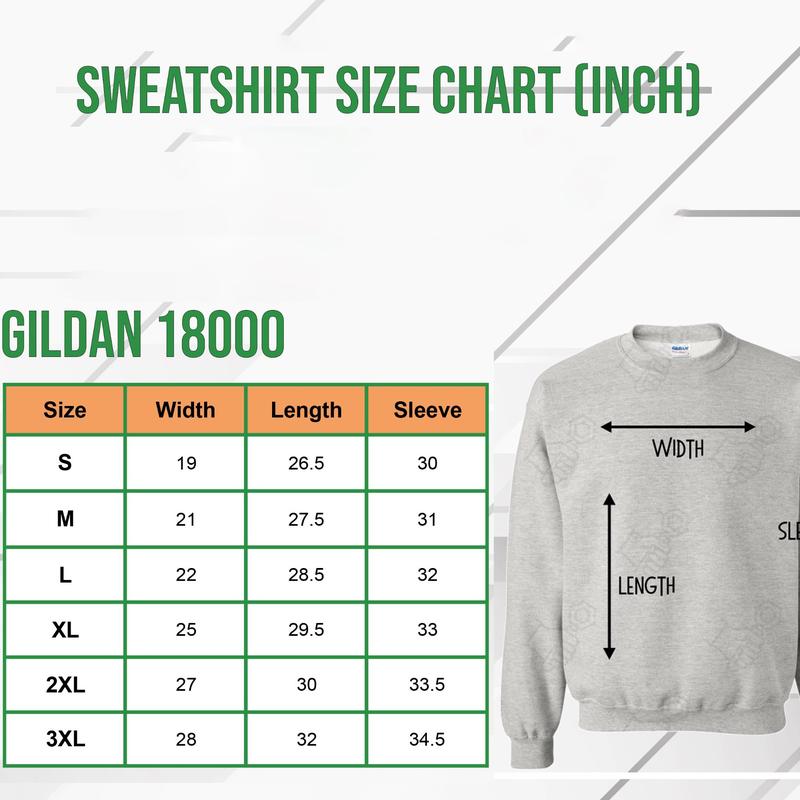 SWEATSHIRT SIZE CHART (INCH)
GILDAN 18000
Size Width Length Sleeve
S 19 26.5 30
M 21 27.5 31
L 22 28.5 32
XL 25 29.5 33
2XL 27 30 33.5
3XL 28 32 34.5
GILDAN
WIDTH
SLE
LENGTH